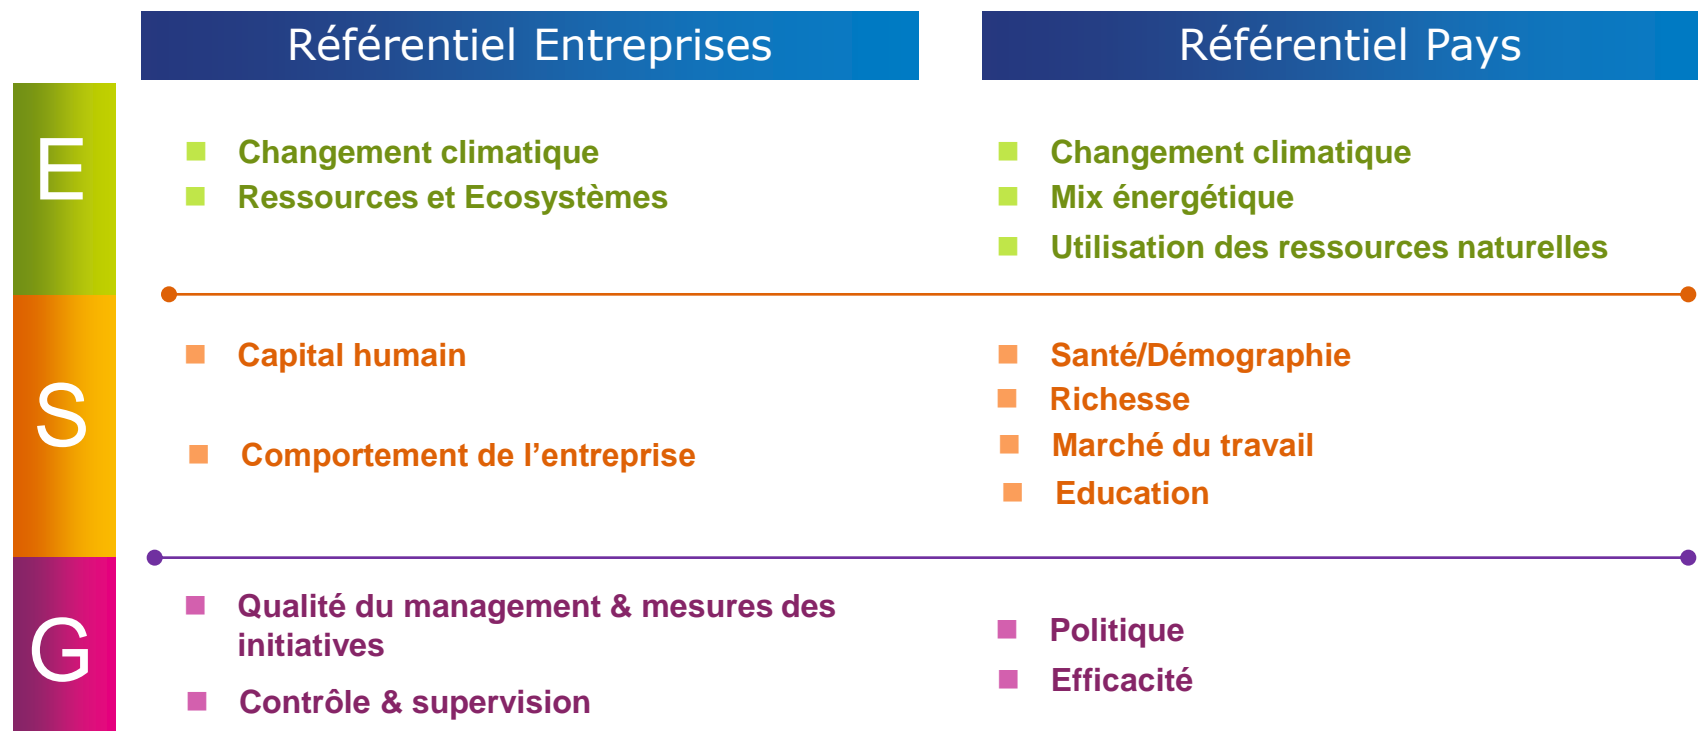 Référentiel Entreprises
Référentiel Pays
E
Changement climatique
Ressources et Ecosystèmes
Changement climatique
Mix énergétique
Utilisation des ressources naturelles
S
Capital humain
Comportement de l’entreprise
Santé/Démographie
Richesse
Marché du travail
Education
G
Qualité du management & mesures des
initiatives
Contrôle & supervision
Politique
Efficacité